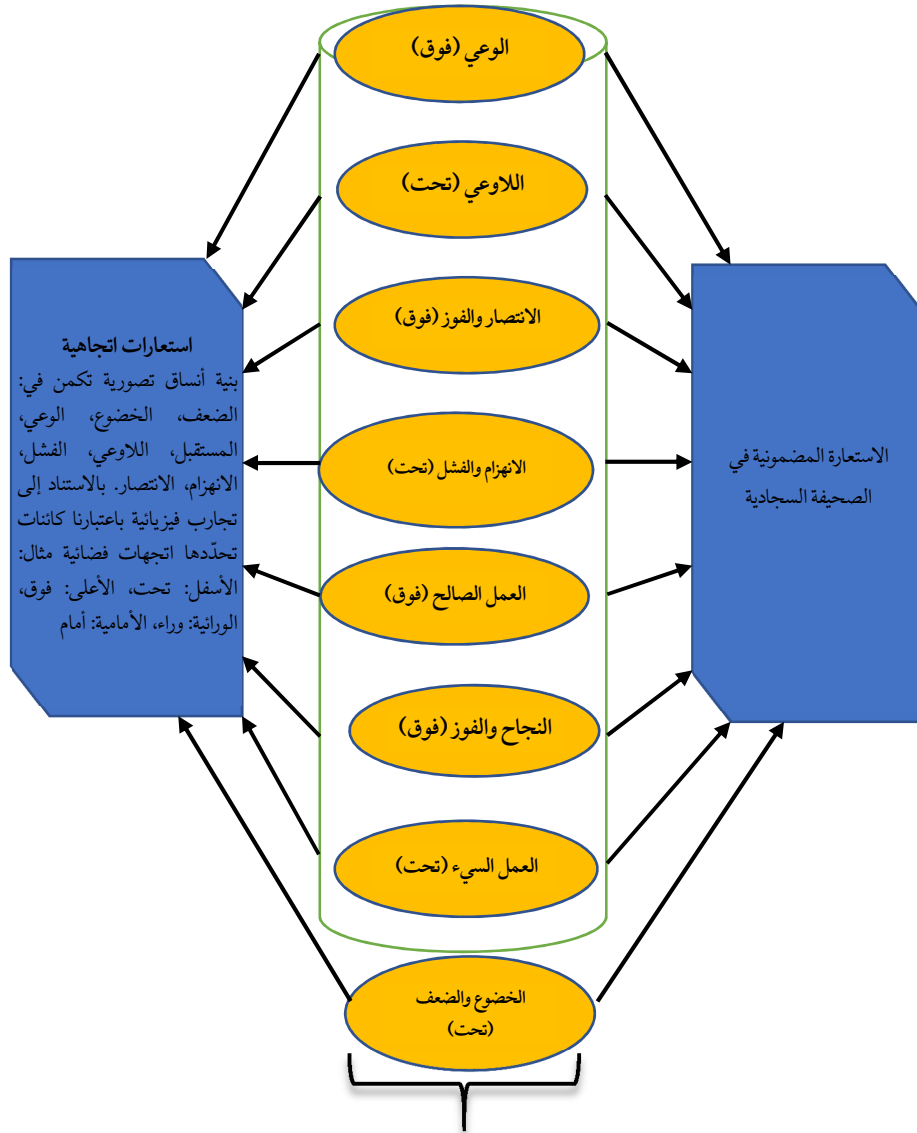 الوعي (فوق)
اللاوعي (تحت)
الانتصار والفوز (فوق)
الانهزام والفشل (تحت)
العمل الصالح (فوق)
النجاح والفوز (فوق)
العمل السيء (تحت)
الخضوع والضعف
(تحت)
الاستعارة المضمونية في
الصحيفة السجادية
استعارات اتجاهية
بنية أنساق تصورية تكمن في:
الضعف، الخضوع، الوعي،
المستقبل، اللاوعي، الفشل،
الانهزام، الانتصار. بالاستناد إلى
تجارب فيزيائية باعتبارنا كائنات
تحدّدها اتجهات فضائية مثال:
الأسفل: تحت، الأعلى: فوق،
الورائية: وراء، الأمامية: أمام